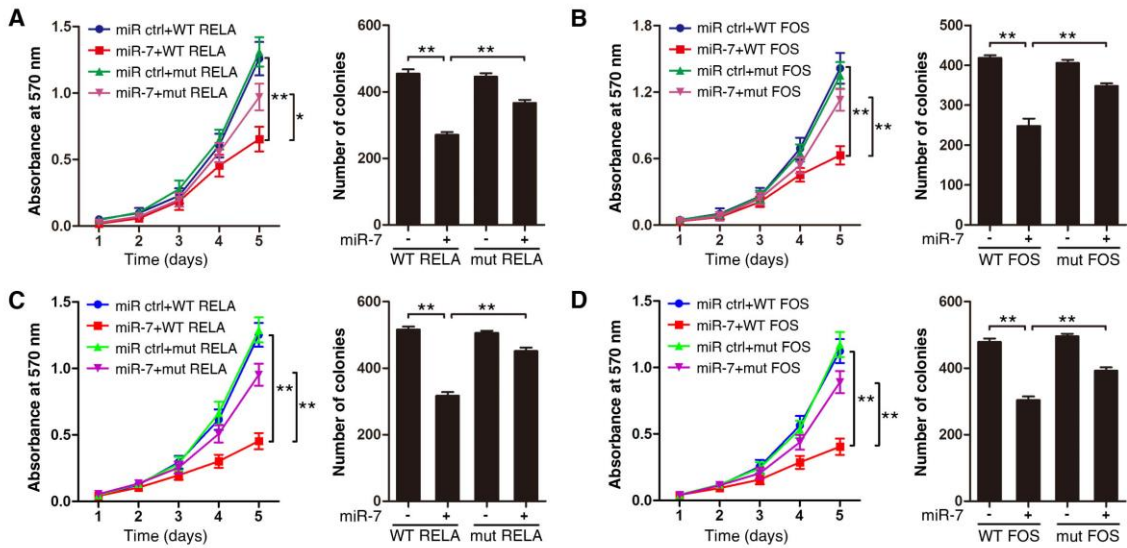 A
Absorbance at 570 nm
1.5
1.0
0.5
0.0
miR ctrl+WT RELA
miR-7+WT RELA
miR ctrl+mut RELA
miR-7+mut RELA
**
*
1 2 3 4 5
Time (days)
Number of colonies
600
400
200
0
** **
miR-7 - + - +
WT RELA mut RELA
B
Absorbance at 570 nm
1.8
1.2
0.6
0.0
miR ctrl+WT FOS
miR-7+WT FOS
miR ctrl+mut FOS
miR-7+mut FOS
**
**
1 2 3 4 5
Time (days)
Number of colonies
500
400
300
200
100
0
** **
miR-7 - + - +
WT FOS mut FOS
C
Absorbance at 570 nm
1.5
1.0
0.5
0.0
miR ctrl+WT RELA
miR-7+WT RELA
miR ctrl+mut RELA
miR-7+mut RELA
**
**
1 2 3 4 5
Time (days)
Number of colonies
600
400
200
0
** **
miR-7 - + - +
WT RELA mut RELA
D
Absorbance at 570 nm
1.5
1.0
0.5
0.0
miR ctrl+WT FOS
miR-7+WT FOS
miR ctrl+mut FOS
miR-7+mut FOS
**
**
1 2 3 4 5
Time (days)
Number of colonies
600
400
200
0
** **
miR-7 - + - +
WT FOS mut FOS